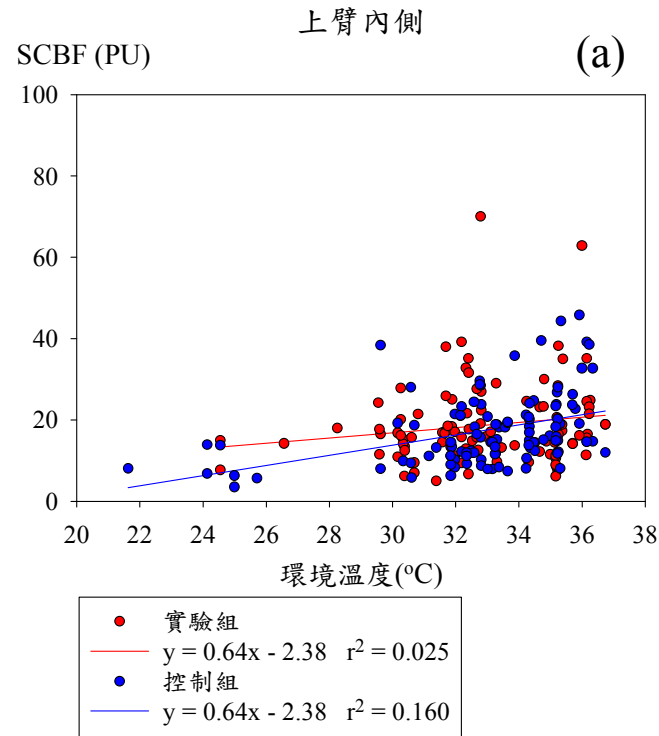 上臂內側
SCBF (PU)
(a)
100
80
60
40
20
0
20 22 24 26 28 30 32 34 36 38
環境溫度(°C)
實驗組
y = 0.64x - 2.38 r² = 0.025
控制組
y = 0.64x - 2.38 r² = 0.160